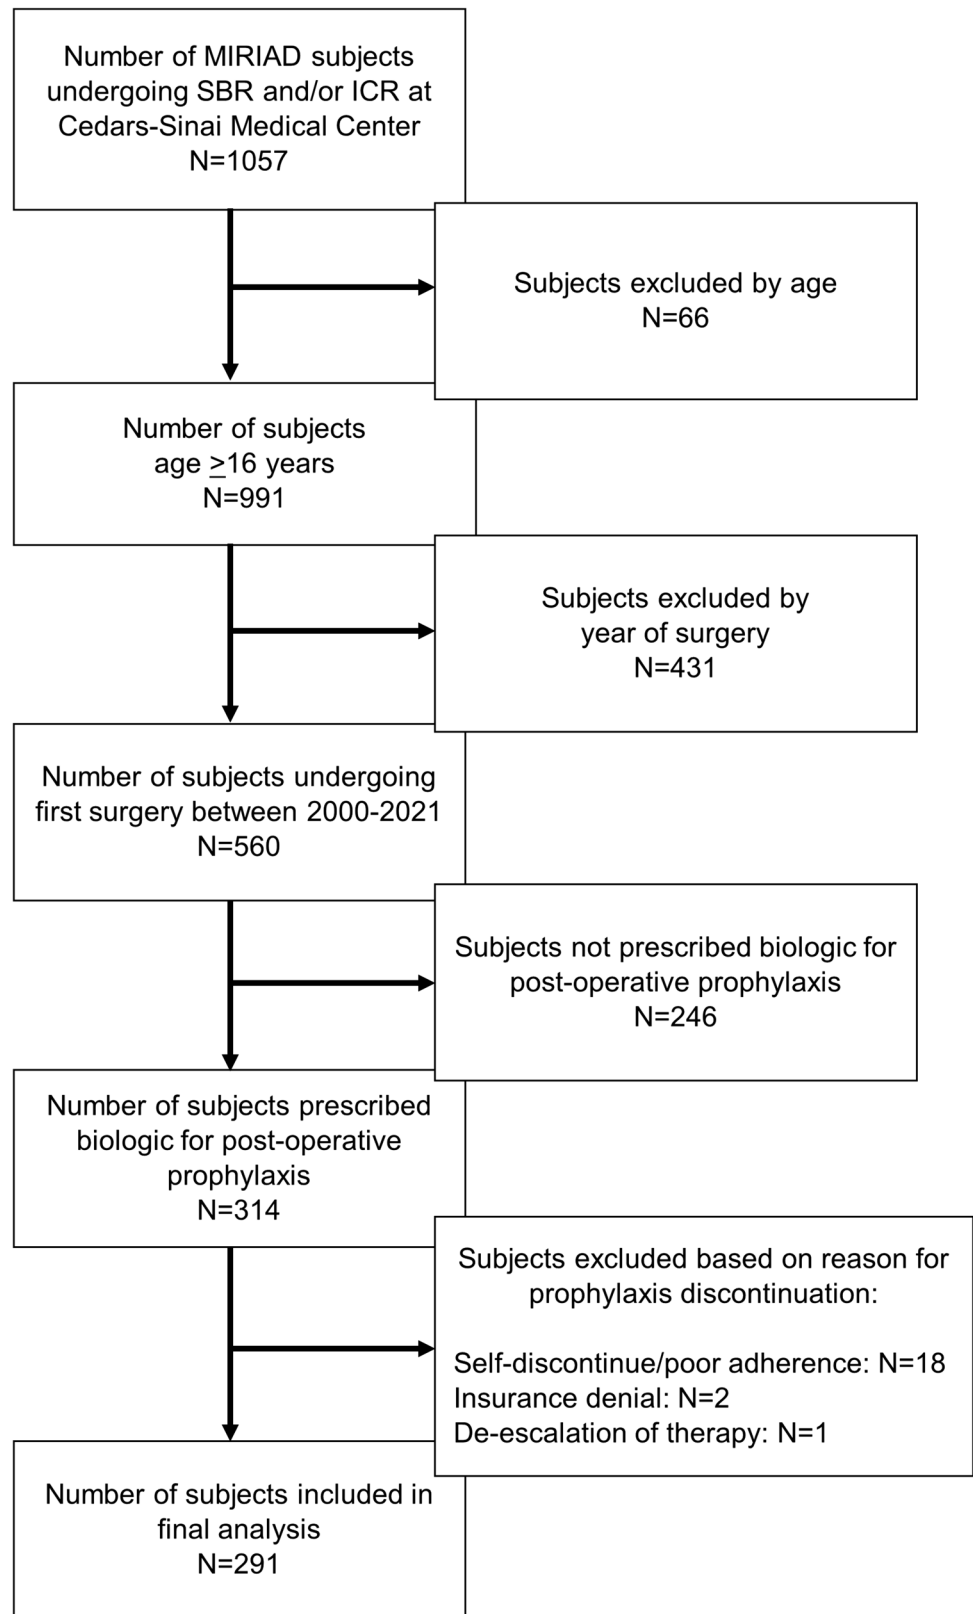 Number of MIRIAD subjects
undergoing SBR and/or ICR at
Cedars-Sinai Medical Center
N=1057
Subjects excluded by age
N=66
Number of subjects
age ≥16 years
N=991
Subjects excluded by
year of surgery
N=431
Number of subjects undergoing
first surgery between 2000-2021
N=560
Subjects not prescribed biologic for
post-operative prophylaxis
N=246
Number of subjects prescribed
biologic for post-operative
prophylaxis
N=314
Subjects excluded based on reason for
prophylaxis discontinuation:
Self-discontinue/poor adherence: N=18
Insurance denial: N=2
De-escalation of therapy: N=1
Number of subjects included in
final analysis
N=291